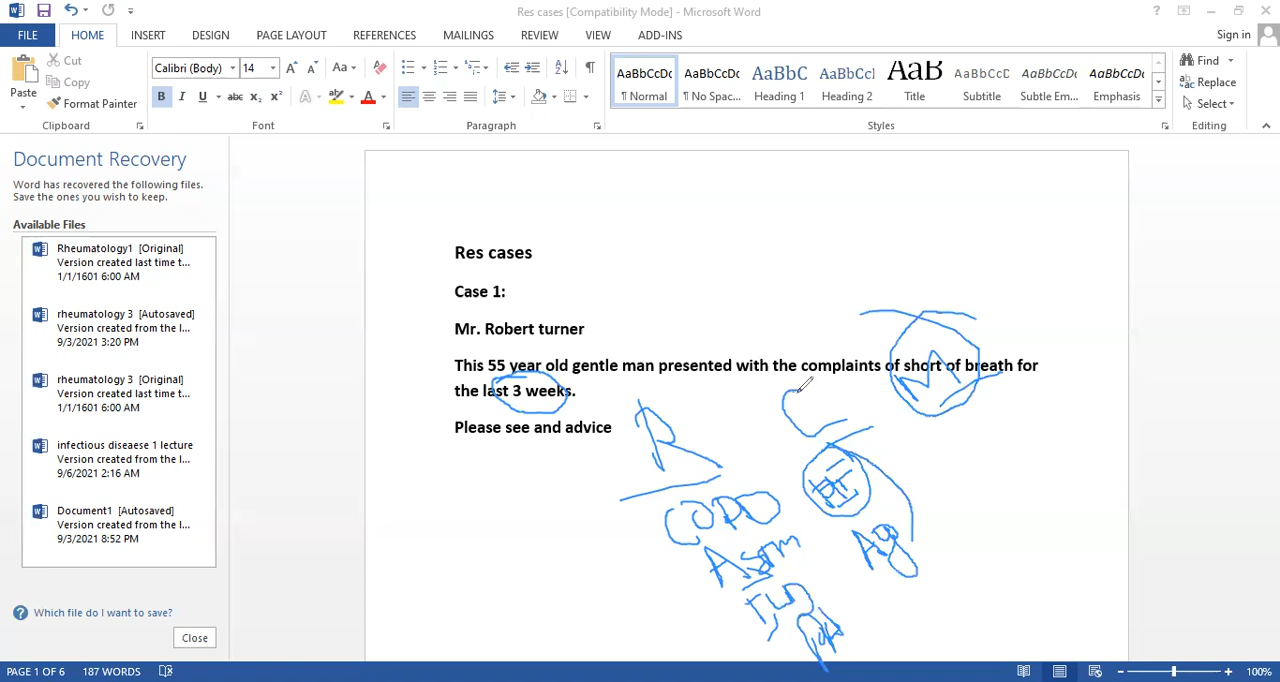 Res cases [Compatibility Mode] - Microsoft Word
FILE HOME INSERT DESIGN PAGE LAYOUT REFERENCES MAILINGS REVIEW VIEW ADD-INS Sign in
Paste Cut Copy Format Painter
Clipboard
Calibri (Body) 14
Font
Paragraph
AaBbCcDc AaBbCcDc AaBbC AaBbCcl AaB AaBbCcD AaBbCcDc AaBbCcDc
¶ Normal ¶ No Spac... Heading 1 Heading 2 Title Subtitle Subtle Em... Emphasis
Styles
Find
Replace
Select
Editing
Document Recovery
Word has recovered the following files.
Save the ones you wish to keep.
Available Files
Rheumatology1 [Original]
Version created last time t...
1/1/1601 6:00 AM
rheumatology 3 [Autosaved]
Version created from the l...
9/3/2021 3:20 PM
rheumatology 3 [Original]
Version created from the l...
1/1/1601 6:00 AM
infectious diseaese 1 lecture
Version created from the l...
9/6/2021 2:16 AM
Document1 [Autosaved]
Version created from the l...
9/3/2021 8:52 PM
Which file do I want to save?
Close
Res cases
Case 1:
Mr. Robert turner
This 55 year old gentle man presented with the complaints of short of breath for
the last 3 weeks.
Please see and advice
M
R
C
COPD
ILD
PAGE 1 OF 6 187 WORDS 100%